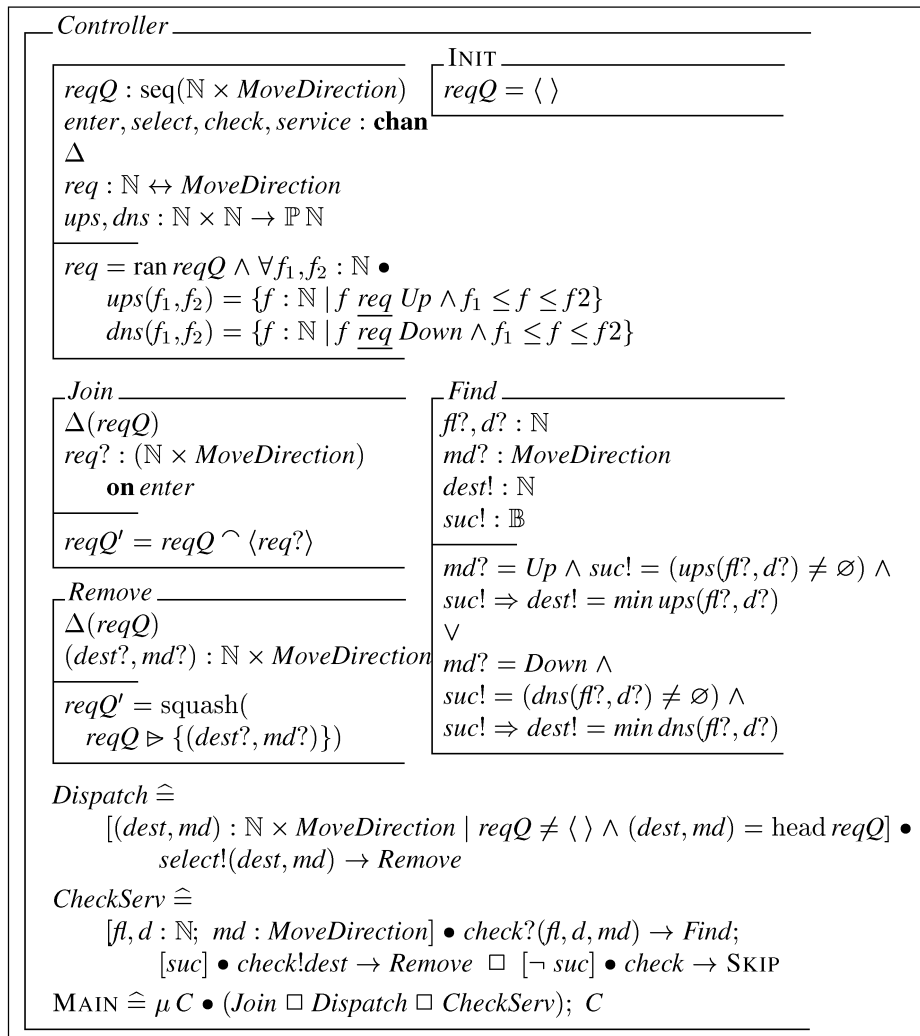 Controller
reqQ : seq(ℕ × MoveDirection)
enter, select, check, service : chan
Δ
req : ℕ ↔ MoveDirection
ups, dns : ℕ × ℕ → ℙ ℕ
req = ran reqQ ∧ ∀ f₁, f₂ : ℕ •
ups(f₁, f₂) = {f : ℕ | f req Up ∧ f₁ ≤ f ≤ f2}
dns(f₁, f₂) = {f : ℕ | f req Down ∧ f₁ ≤ f ≤ f2}
INIT
reqQ = ⟨ ⟩
Join
Δ(reqQ)
req? : (ℕ × MoveDirection)
on enter
reqQ′ = reqQ ⌢ ⟨req?⟩
Remove
Δ(reqQ)
(dest?, md?) : ℕ × MoveDirection
reqQ′ = squash(
reqQ ⩥ {(dest?, md?)})
Find
fl?, d? : ℕ
md? : MoveDirection
dest! : ℕ
suc! : 𝔹
md? = Up ∧ suc! = (ups(fl?, d?) ≠ ∅) ∧
suc! ⇒ dest! = min ups(fl?, d?)
∨
md? = Down ∧
suc! = (dns(fl?, d?) ≠ ∅) ∧
suc! ⇒ dest! = min dns(fl?, d?)
Dispatch ≙
[(dest, md) : ℕ × MoveDirection | reqQ ≠ ⟨ ⟩ ∧ (dest, md) = head reqQ] •
select!(dest, md) → Remove
CheckServ ≙
[fl, d : ℕ; md : MoveDirection] • check?(fl, d, md) → Find;
[suc] • check!dest → Remove □ [¬ suc] • check → SKIP
MAIN ≙ μ C • (Join □ Dispatch □ CheckServ); C